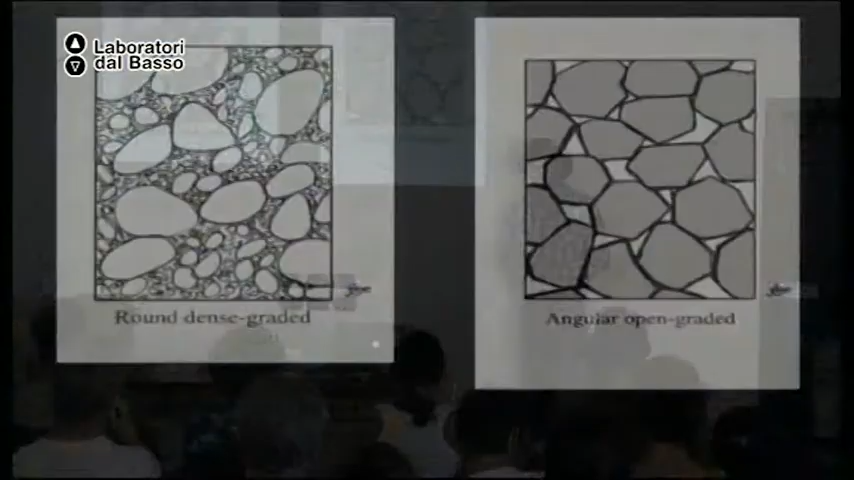 Laboratori
dal Basso
Round dense-graded
Angular open-graded